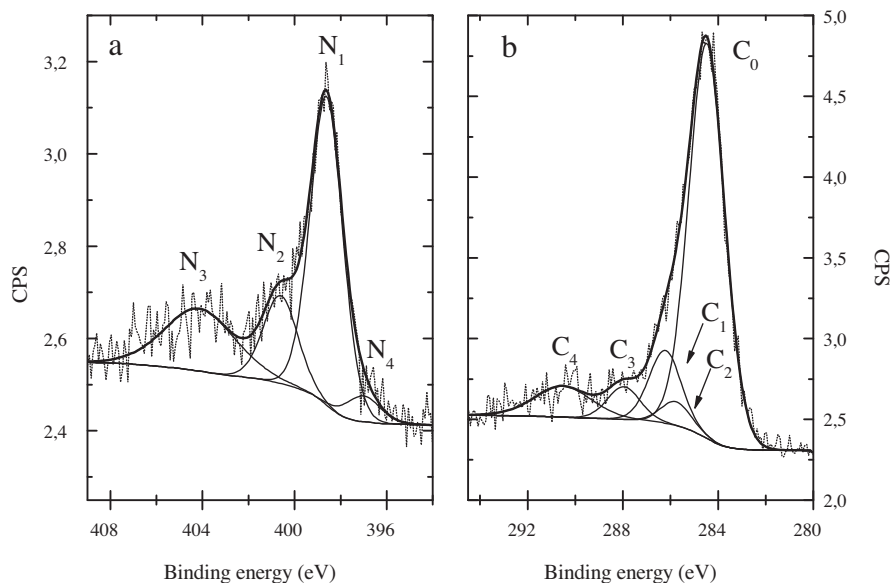 a
N1
N2
N3
N4
3,2
3,0
2,8
2,6
2,4
CPS
408
404
400
396
Binding energy (eV)
b
C0
C1
C2
C3
C4
5,0
4,5
4,0
3,5
3,0
2,5
2,0
CPS
292
288
284
280
Binding energy (eV)